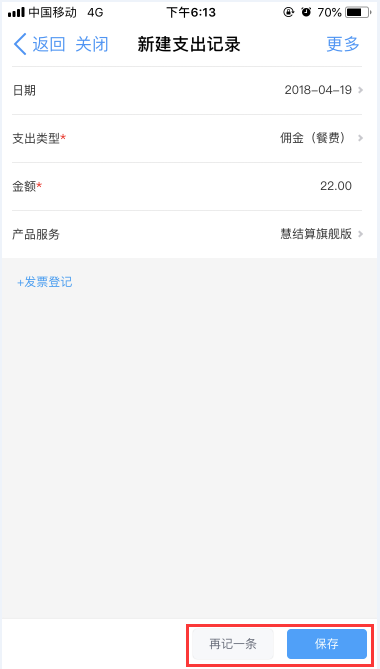 中国移动 4G 下午6:13 70%
返回 关闭 新建支出记录 更多
日期 2018-04-19
支出类型* 佣金（餐费）
金额* 22.00
产品服务 慧结算旗舰版
+发票登记
再记一条 保存